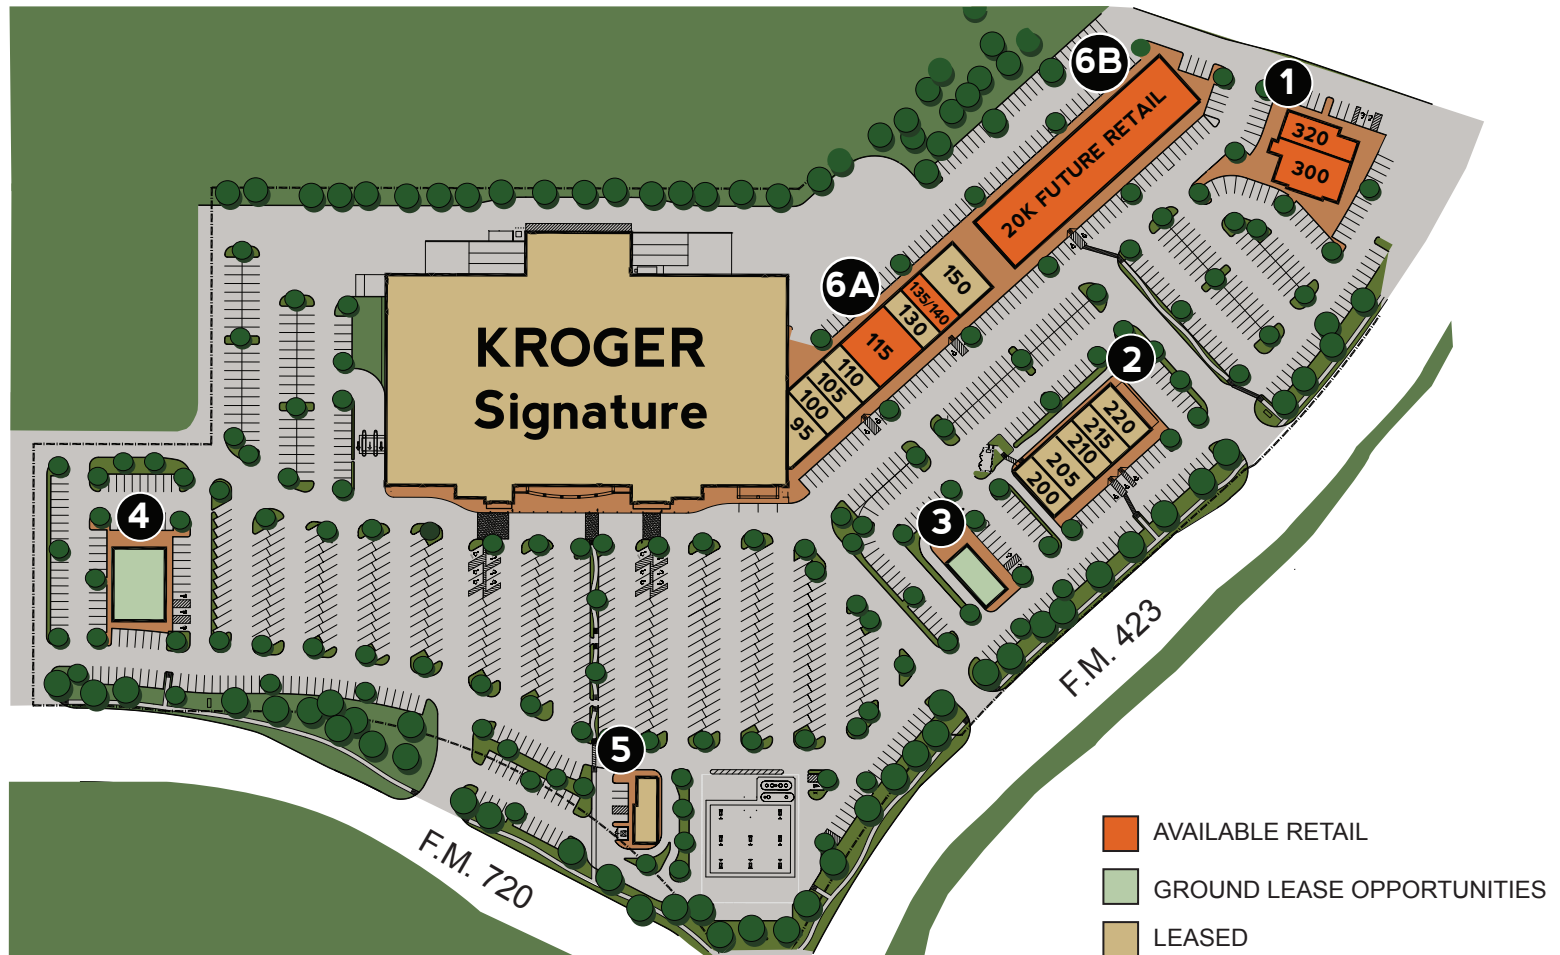 6B
1
320
300
20K FUTURE RETAIL
6A
150
135/140
130
115
110
105
100
95
KROGER
Signature
2
220
215
210
205
200
3
4
5
F.M. 423
F.M. 720
AVAILABLE RETAIL
GROUND LEASE OPPORTUNITIES
LEASED